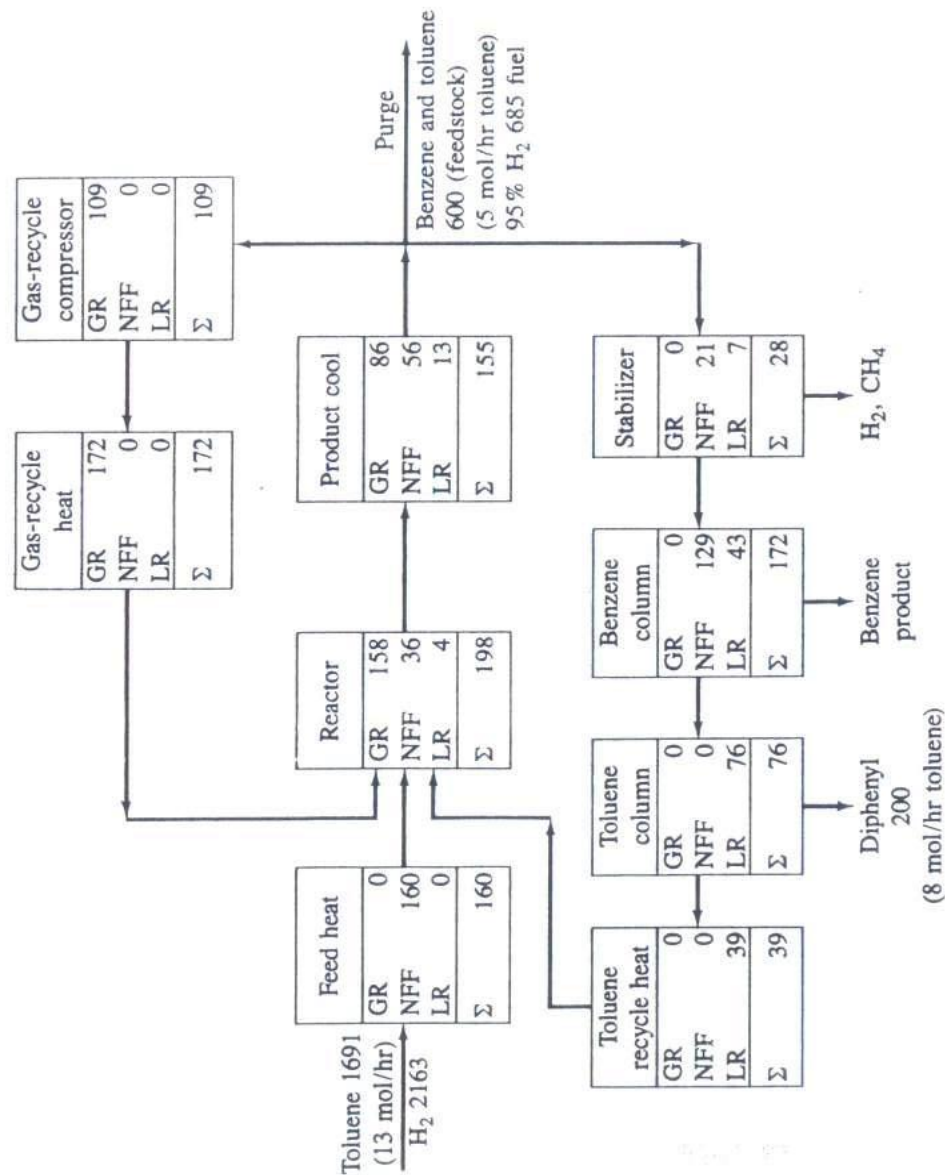 Gas-recycle
heat
GR 172
NFF 0
LR 0
Σ 172
Gas-recycle
compressor
GR 109
NFF 0
LR 0
Σ 109
Toluene 1691
(13 mol/hr)
H₂ 2163
Feed heat
GR 0
NFF 160
LR 0
Σ 160
Reactor
GR 158
NFF 36
LR 4
Σ 198
Product cool
GR 86
NFF 56
LR 13
Σ 155
Purge
Benzene and toluene
600 (feedstock)
(5 mol/hr toluene)
95% H₂ 685 fuel
Toluene
recycle heat
GR 0
NFF 0
LR 39
Σ 39
Toluene
column
GR 0
NFF 0
LR 76
Σ 76
Benzene
column
GR 0
NFF 129
LR 43
Σ 172
Stabilizer
GR 0
NFF 21
LR 7
Σ 28
Diphenyl
200
(8 mol/hr toluene)
Benzene
product
H₂, CH₄